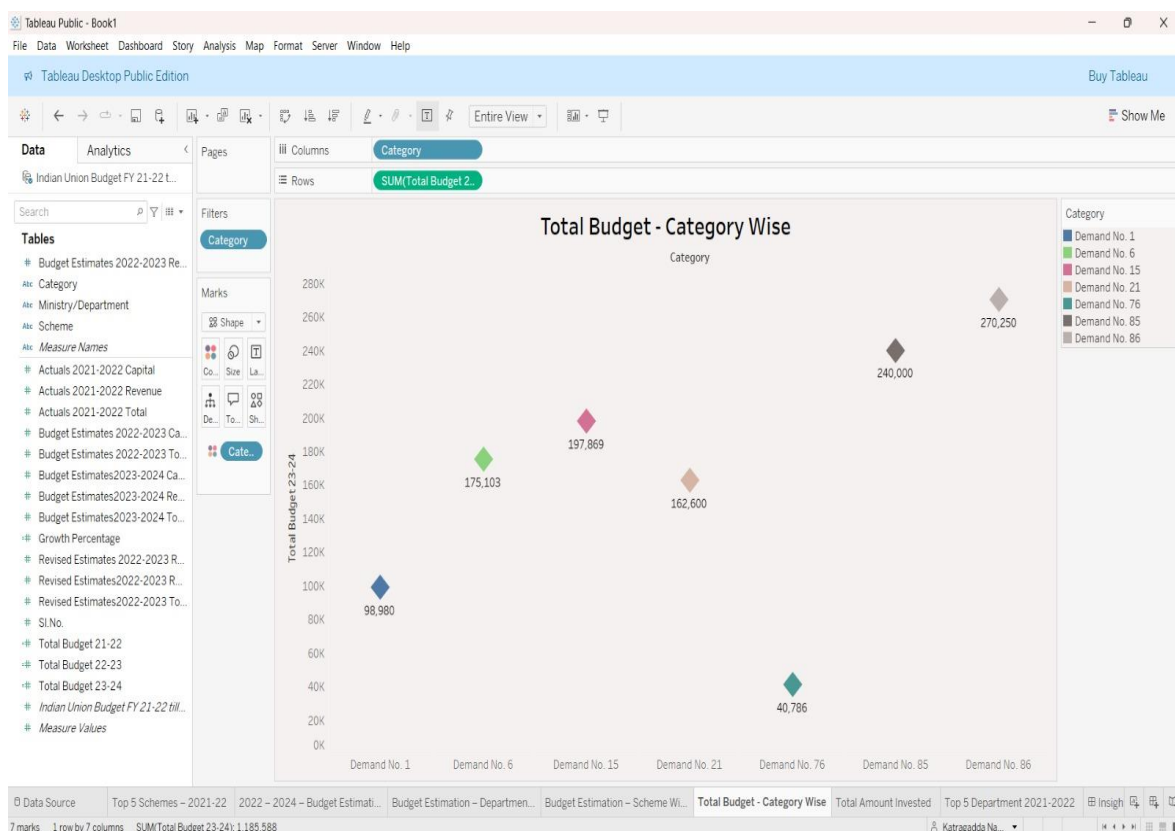 Tableau Public - Book1
File Data Worksheet Dashboard Story Analysis Map Format Server Window Help
Tableau Desktop Public Edition
Buy Tableau
Entire View
Show Me
Data
Analytics
Pages
Columns
Category
Indian Union Budget FY 21-22 t...
Rows
SUM(Total Budget 2..
Search
Filters
Category
Tables
Budget Estimates 2022-2023 Re...
Abc Category
Abc Ministry/Department
Abc Scheme
Abc Measure Names
Actuals 2021-2022 Capital
Actuals 2021-2022 Revenue
Actuals 2021-2022 Total
Budget Estimates 2022-2023 Ca...
Budget Estimates 2022-2023 To...
Budget Estimates2023-2024 Ca...
Budget Estimates2023-2024 Re...
Budget Estimates2023-2024 To...
Growth Percentage
Revised Estimates 2022-2023 R...
Revised Estimates2022-2023 R...
Revised Estimates2022-2023 To...
Sl.No.
Total Budget 21-22
Total Budget 22-23
Total Budget 23-24
Indian Union Budget FY 21-22 till...
Measure Values
Marks
Shape
Co... Size La...
De... To... Sh...
Cate..
Total Budget - Category Wise
Category
280K
260K
240K
220K
200K
180K
160K
140K
120K
100K
80K
60K
40K
20K
0K
Total Budget 23-24
98,980
175,103
197,869
162,600
40,786
240,000
270,250
Demand No. 1 Demand No. 6 Demand No. 15 Demand No. 21 Demand No. 76 Demand No. 85 Demand No. 86
Category
Demand No. 1
Demand No. 6
Demand No. 15
Demand No. 21
Demand No. 76
Demand No. 85
Demand No. 86
Data Source Top 5 Schemes – 2021-22 2022 – 2024 – Budget Estimati... Budget Estimation – Departmen... Budget Estimation – Scheme Wi... Total Budget - Category Wise Total Amount Invested Top 5 Department 2021-2022 Insigh
7 marks 1 row by 7 columns SUM(Total Budget 23-24): 1,185,588
Katragadda Na...